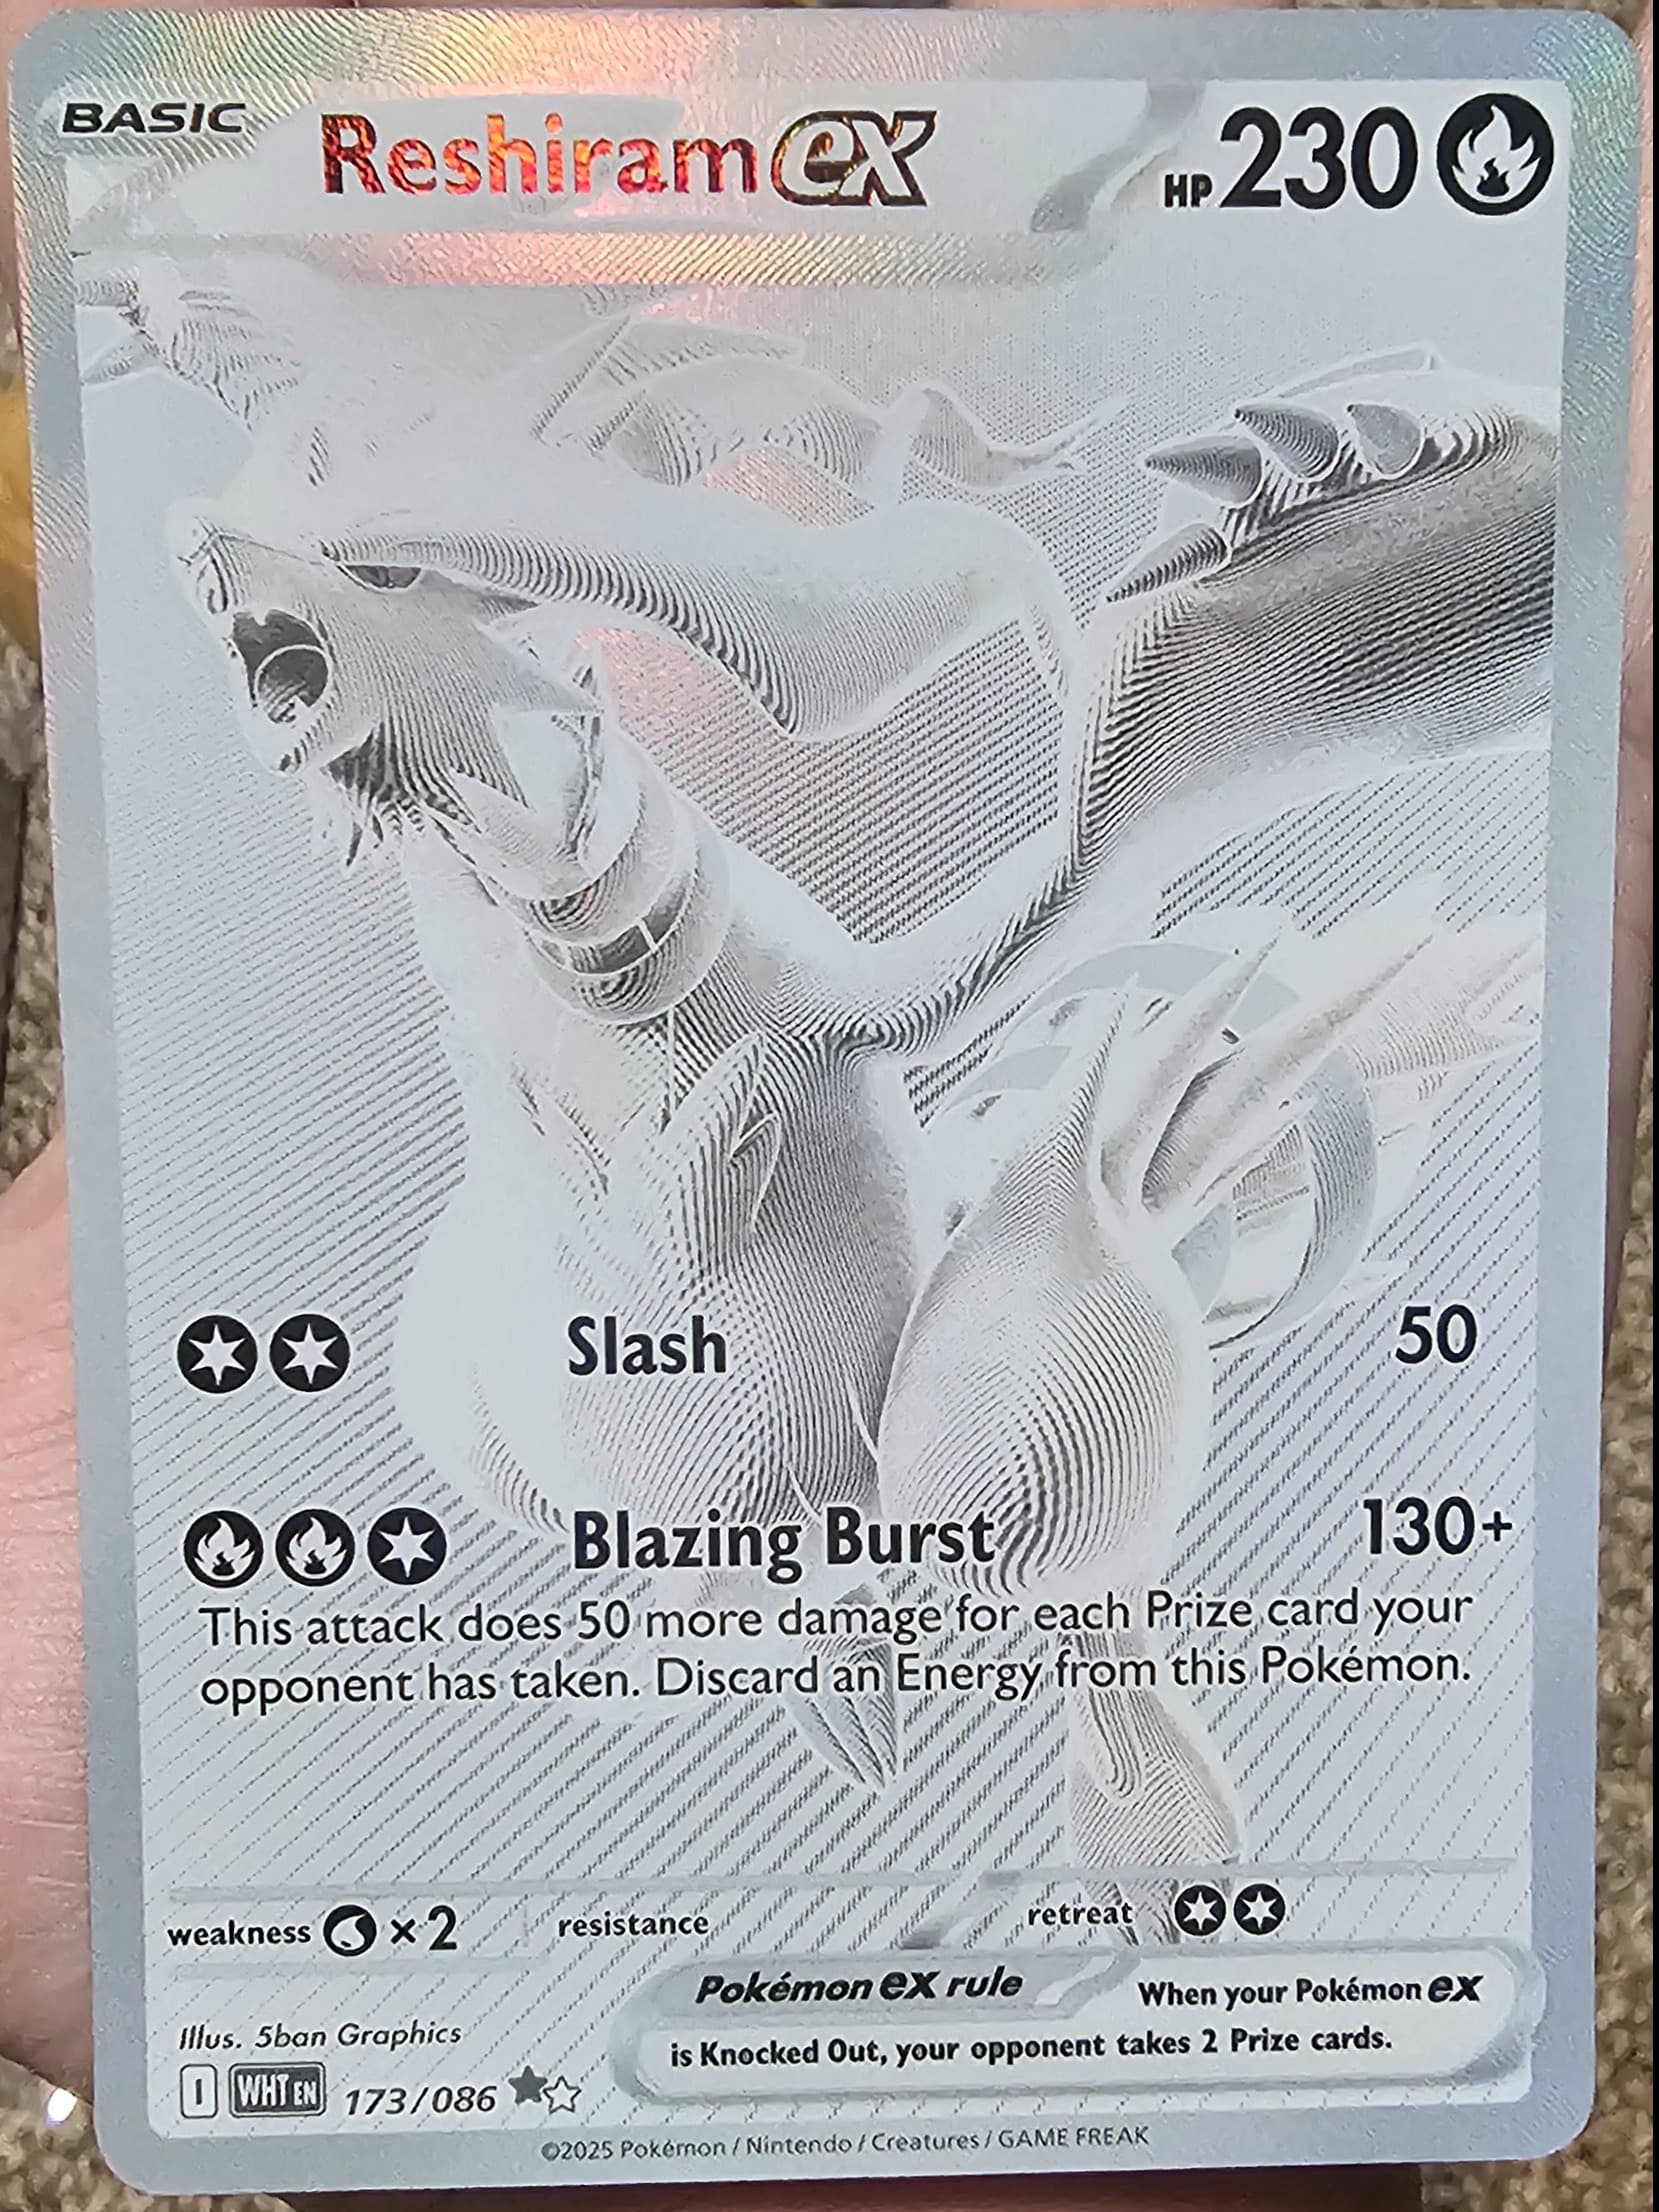 BASIC Reshiram ex HP 230
Slash 50
Blazing Burst 130+
This attack does 50 more damage for each Prize card your
opponent has taken. Discard an Energy from this Pokémon.
weakness ×2 resistance retreat
Pokémon ex rule When your Pokémon ex
is Knocked Out, your opponent takes 2 Prize cards.
Illus. 5ban Graphics
I WHT EN 173/086
©2025 Pokémon / Nintendo / Creatures / GAME FREAK